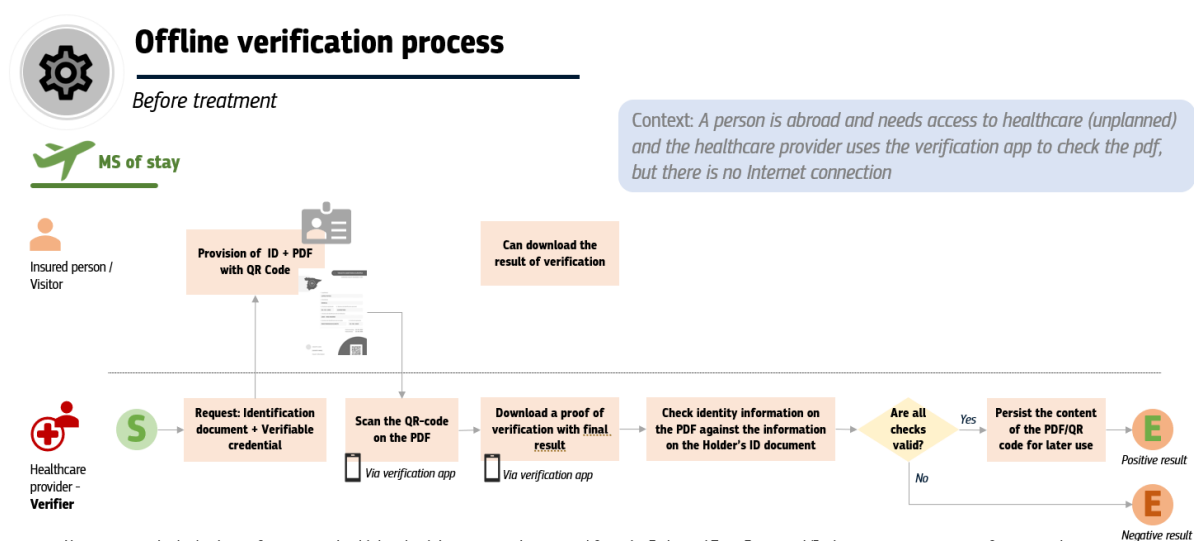 Offline verification process
Before treatment
Context: A person is abroad and needs access to healthcare (unplanned)
and the healthcare provider uses the verification app to check the pdf,
but there is no Internet connection
MS of stay
Insured person /
Visitor
Provision of ID + PDF
with QR Code
Can download the
result of verification
Healthcare
provider -
Verifier
S
Request: Identification
document + Verifiable
credential
Scan the QR-code
on the PDF
Via verification app
Download a proof of
verification with final
result
Via verification app
Check identity information on
the PDF against the information
on the Holder's ID document
Are all
checks
valid?
Yes
No
Persist the content
of the PDF/QR
code for later use
E
Positive result
E
Negative result